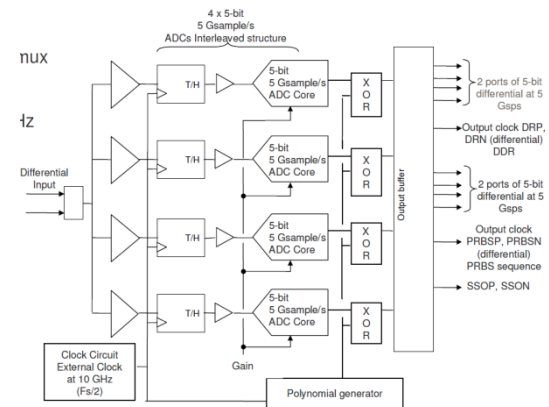 4 x 5-bit
5 Gsample/s
ADCs Interleaved structure
mux
Hz
Differential
Input
T/H
5-bit
5 Gsample/s
ADC Core
X
O
R
T/H
5-bit
5 Gsample/s
ADC Core
XOR
T/H
5-bit
5 Gsample/s
ADC Core
XOR
T/H
5-bit
5 Gsample/s
ADC Core
XOR
Output buffer
2 ports of 5-bit
differential at 5
Gsps
Output clock DRP,
DRN (differential)
DDR
2 ports of 5-bit
differential at 5
Gsps
Output clock
PRBSP, PRBSN
(differential)
PRBS sequence
SSOP, SSON
Clock Circuit
External Clock
at 10 GHz
(Fs/2)
Gain
Polynomial generator